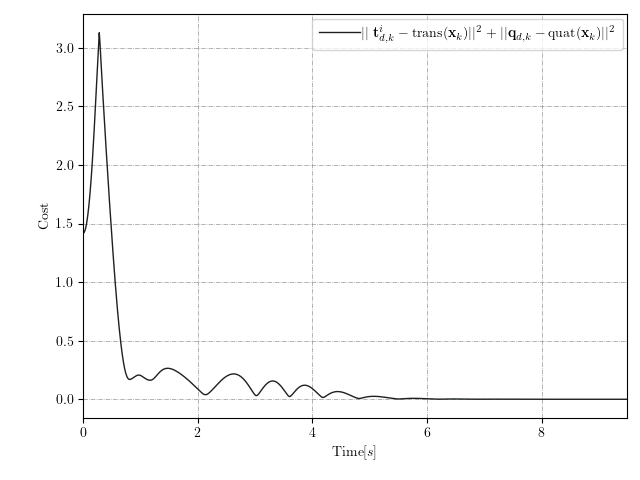 || t^i_{d,k} − trans(x_k)||^2 + ||q_{d,k} − quat(x_k)||^2
3.0
2.5
2.0
1.5
1.0
0.5
0.0
Cost
0 2 4 6 8
Time[s]